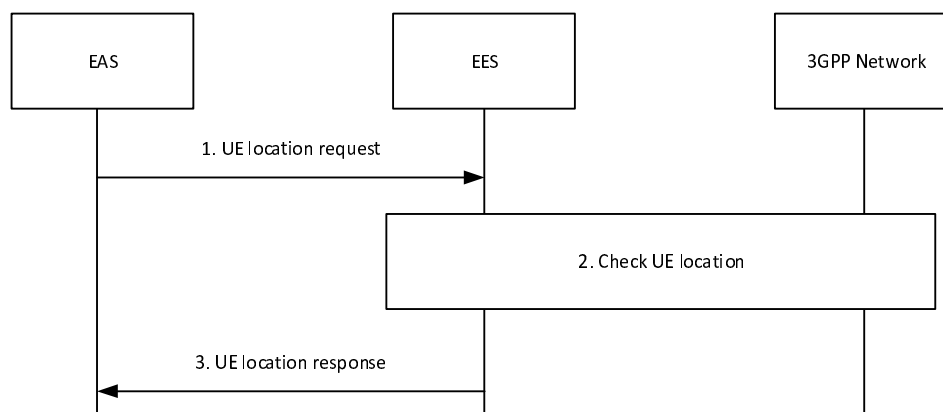 EAS
EES
3GPP Network
1. UE location request
2. Check UE location
3. UE location response